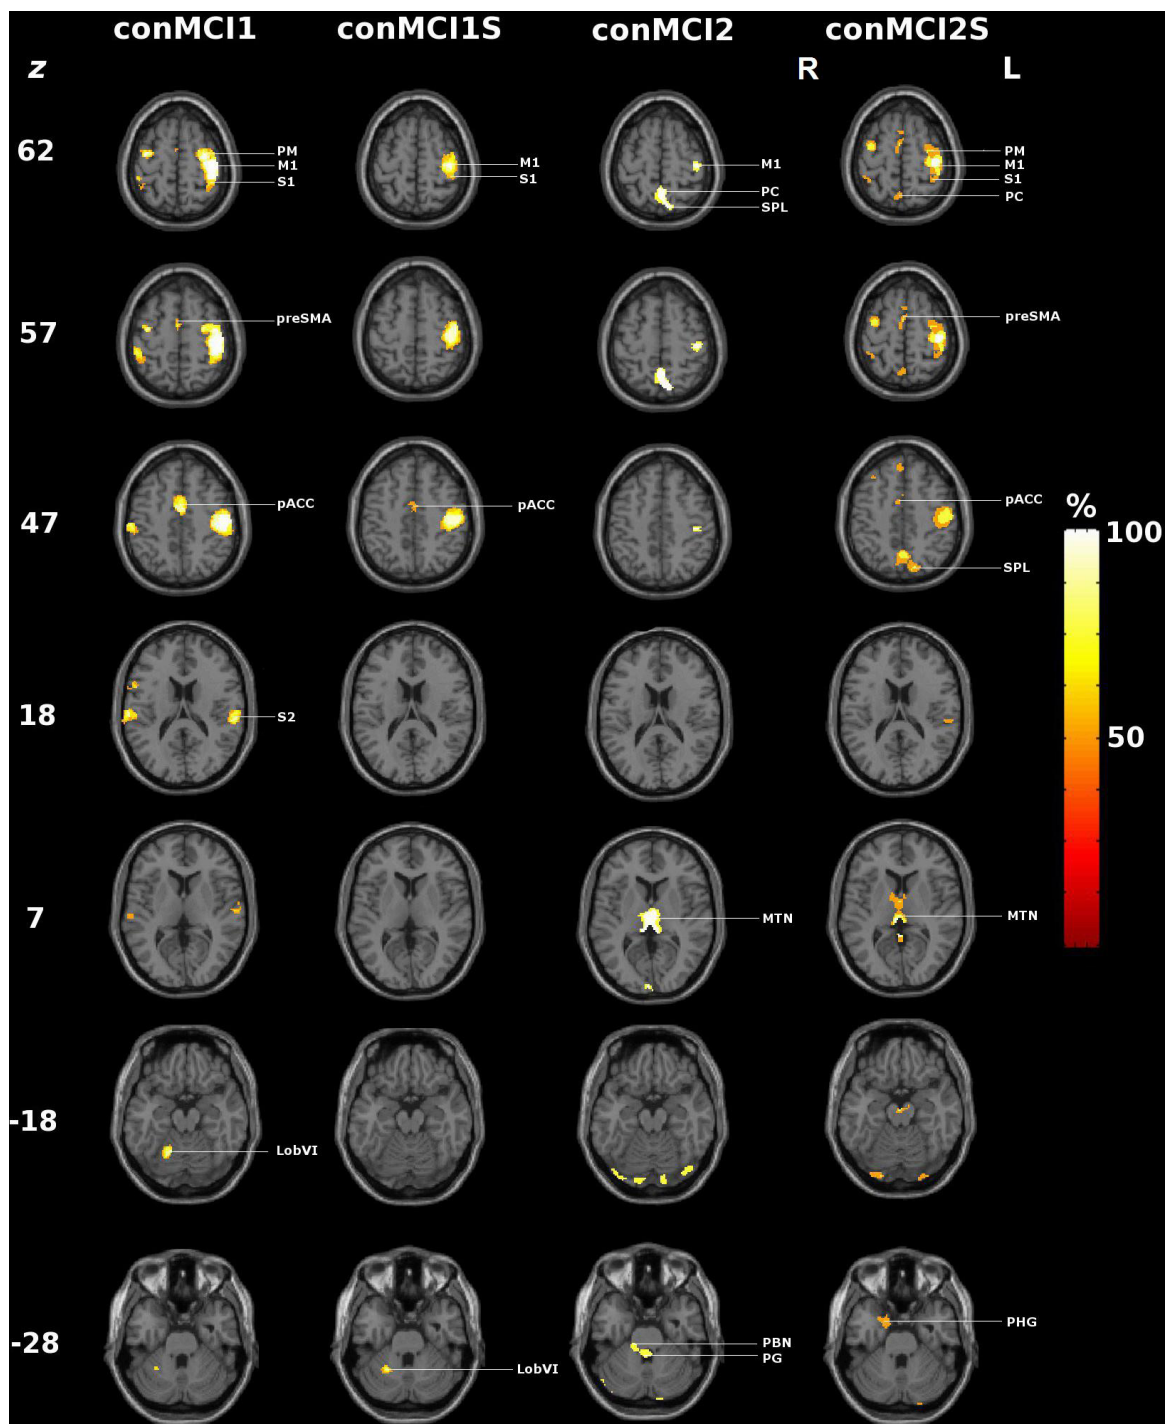 conMCI1 conMCI1S conMCI2 conMCI2S
z R L
62 PM M1 PM
M1 M1 M1
S1 S1 PC S1
SPL PC
57 preSMA preSMA
47 pACC pACC pACC
SPL
% 100
50
18 S2
7 MTN MTN
-18 LobVI
-28 LobVI PBN PHG
PG